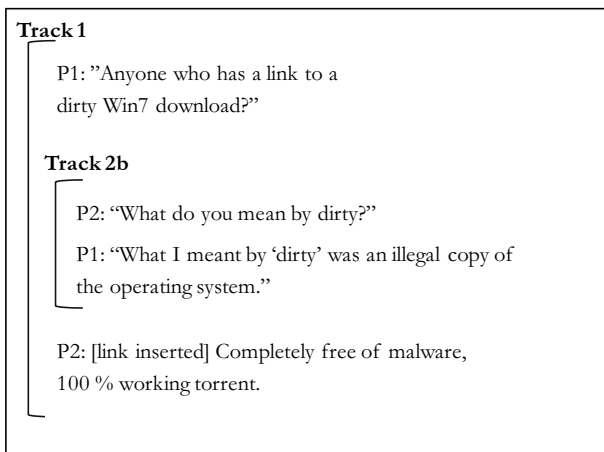 Track 1
P1: ”Anyone who has a link to a
dirty Win7 download?”
Track 2b
P2: “What do you mean by dirty?”
P1: “What I meant by ‘dirty’ was an illegal copy of
the operating system.”
P2: [link inserted] Completely free of malware,
100 % working torrent.